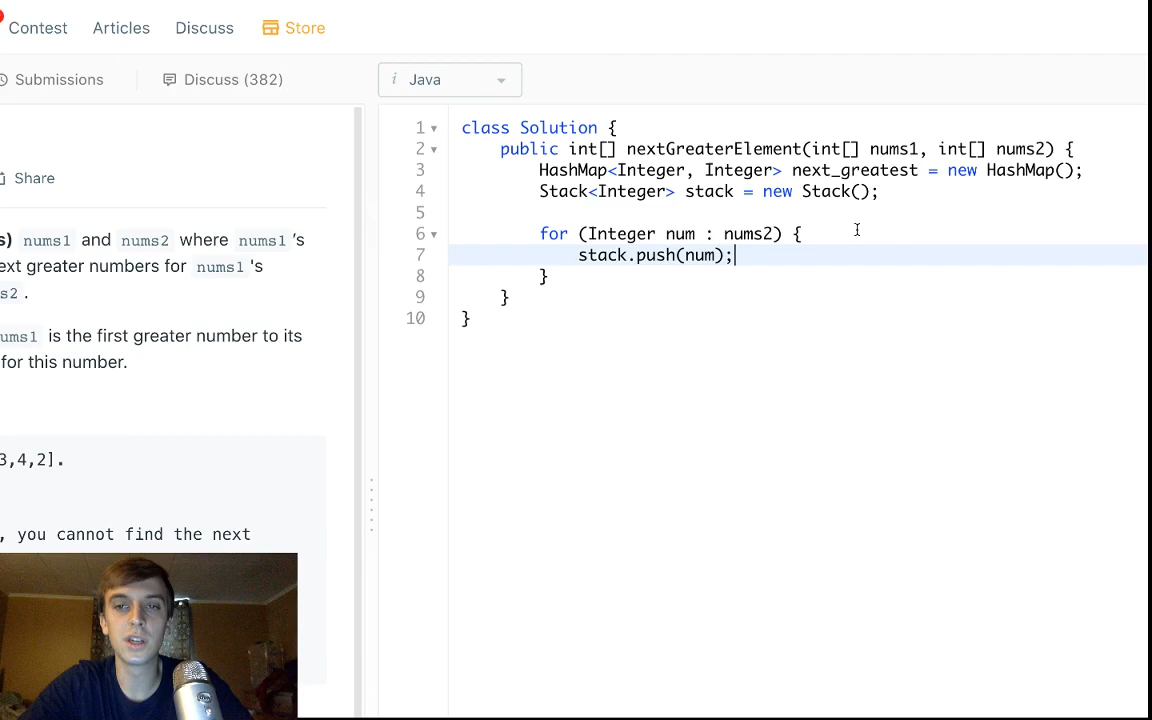 Contest Articles Discuss Store
Submissions Discuss (382) i Java
Share
s) nums1 and nums2 where nums1 's
ext greater numbers for nums1 's
s2 .
ums1 is the first greater number to its
for this number.
3,4,2].
, you cannot find the next
1 class Solution {
2 public int[] nextGreaterElement(int[] nums1, int[] nums2) {
3 HashMap<Integer, Integer> next_greatest = new HashMap();
4 Stack<Integer> stack = new Stack();
5
6 for (Integer num : nums2) {
7 stack.push(num);
8 }
9 }
10 }